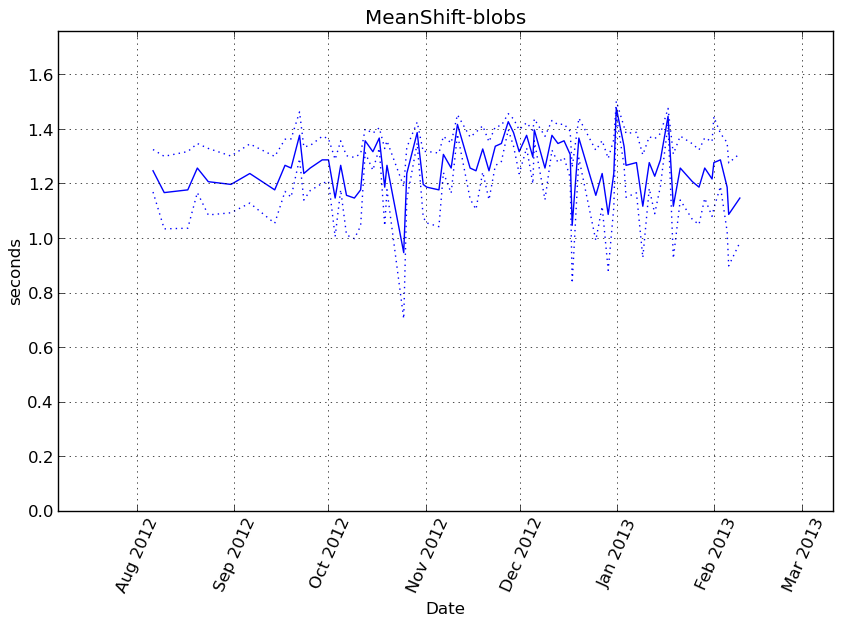 MeanShift-blobs
1.6
1.4
1.2
1.0
0.8
0.6
0.4
0.2
0.0
seconds
Aug 2012
Sep 2012
Oct 2012
Nov 2012
Dec 2012
Jan 2013
Feb 2013
Mar 2013
Date